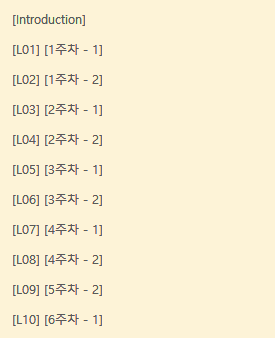 [Introduction]
[L01] [1주차 - 1]
[L02] [1주차 - 2]
[L03] [2주차 - 1]
[L04] [2주차 - 2]
[L05] [3주차 - 1]
[L06] [3주차 - 2]
[L07] [4주차 - 1]
[L08] [4주차 - 2]
[L09] [5주차 - 2]
[L10] [6주차 - 1]